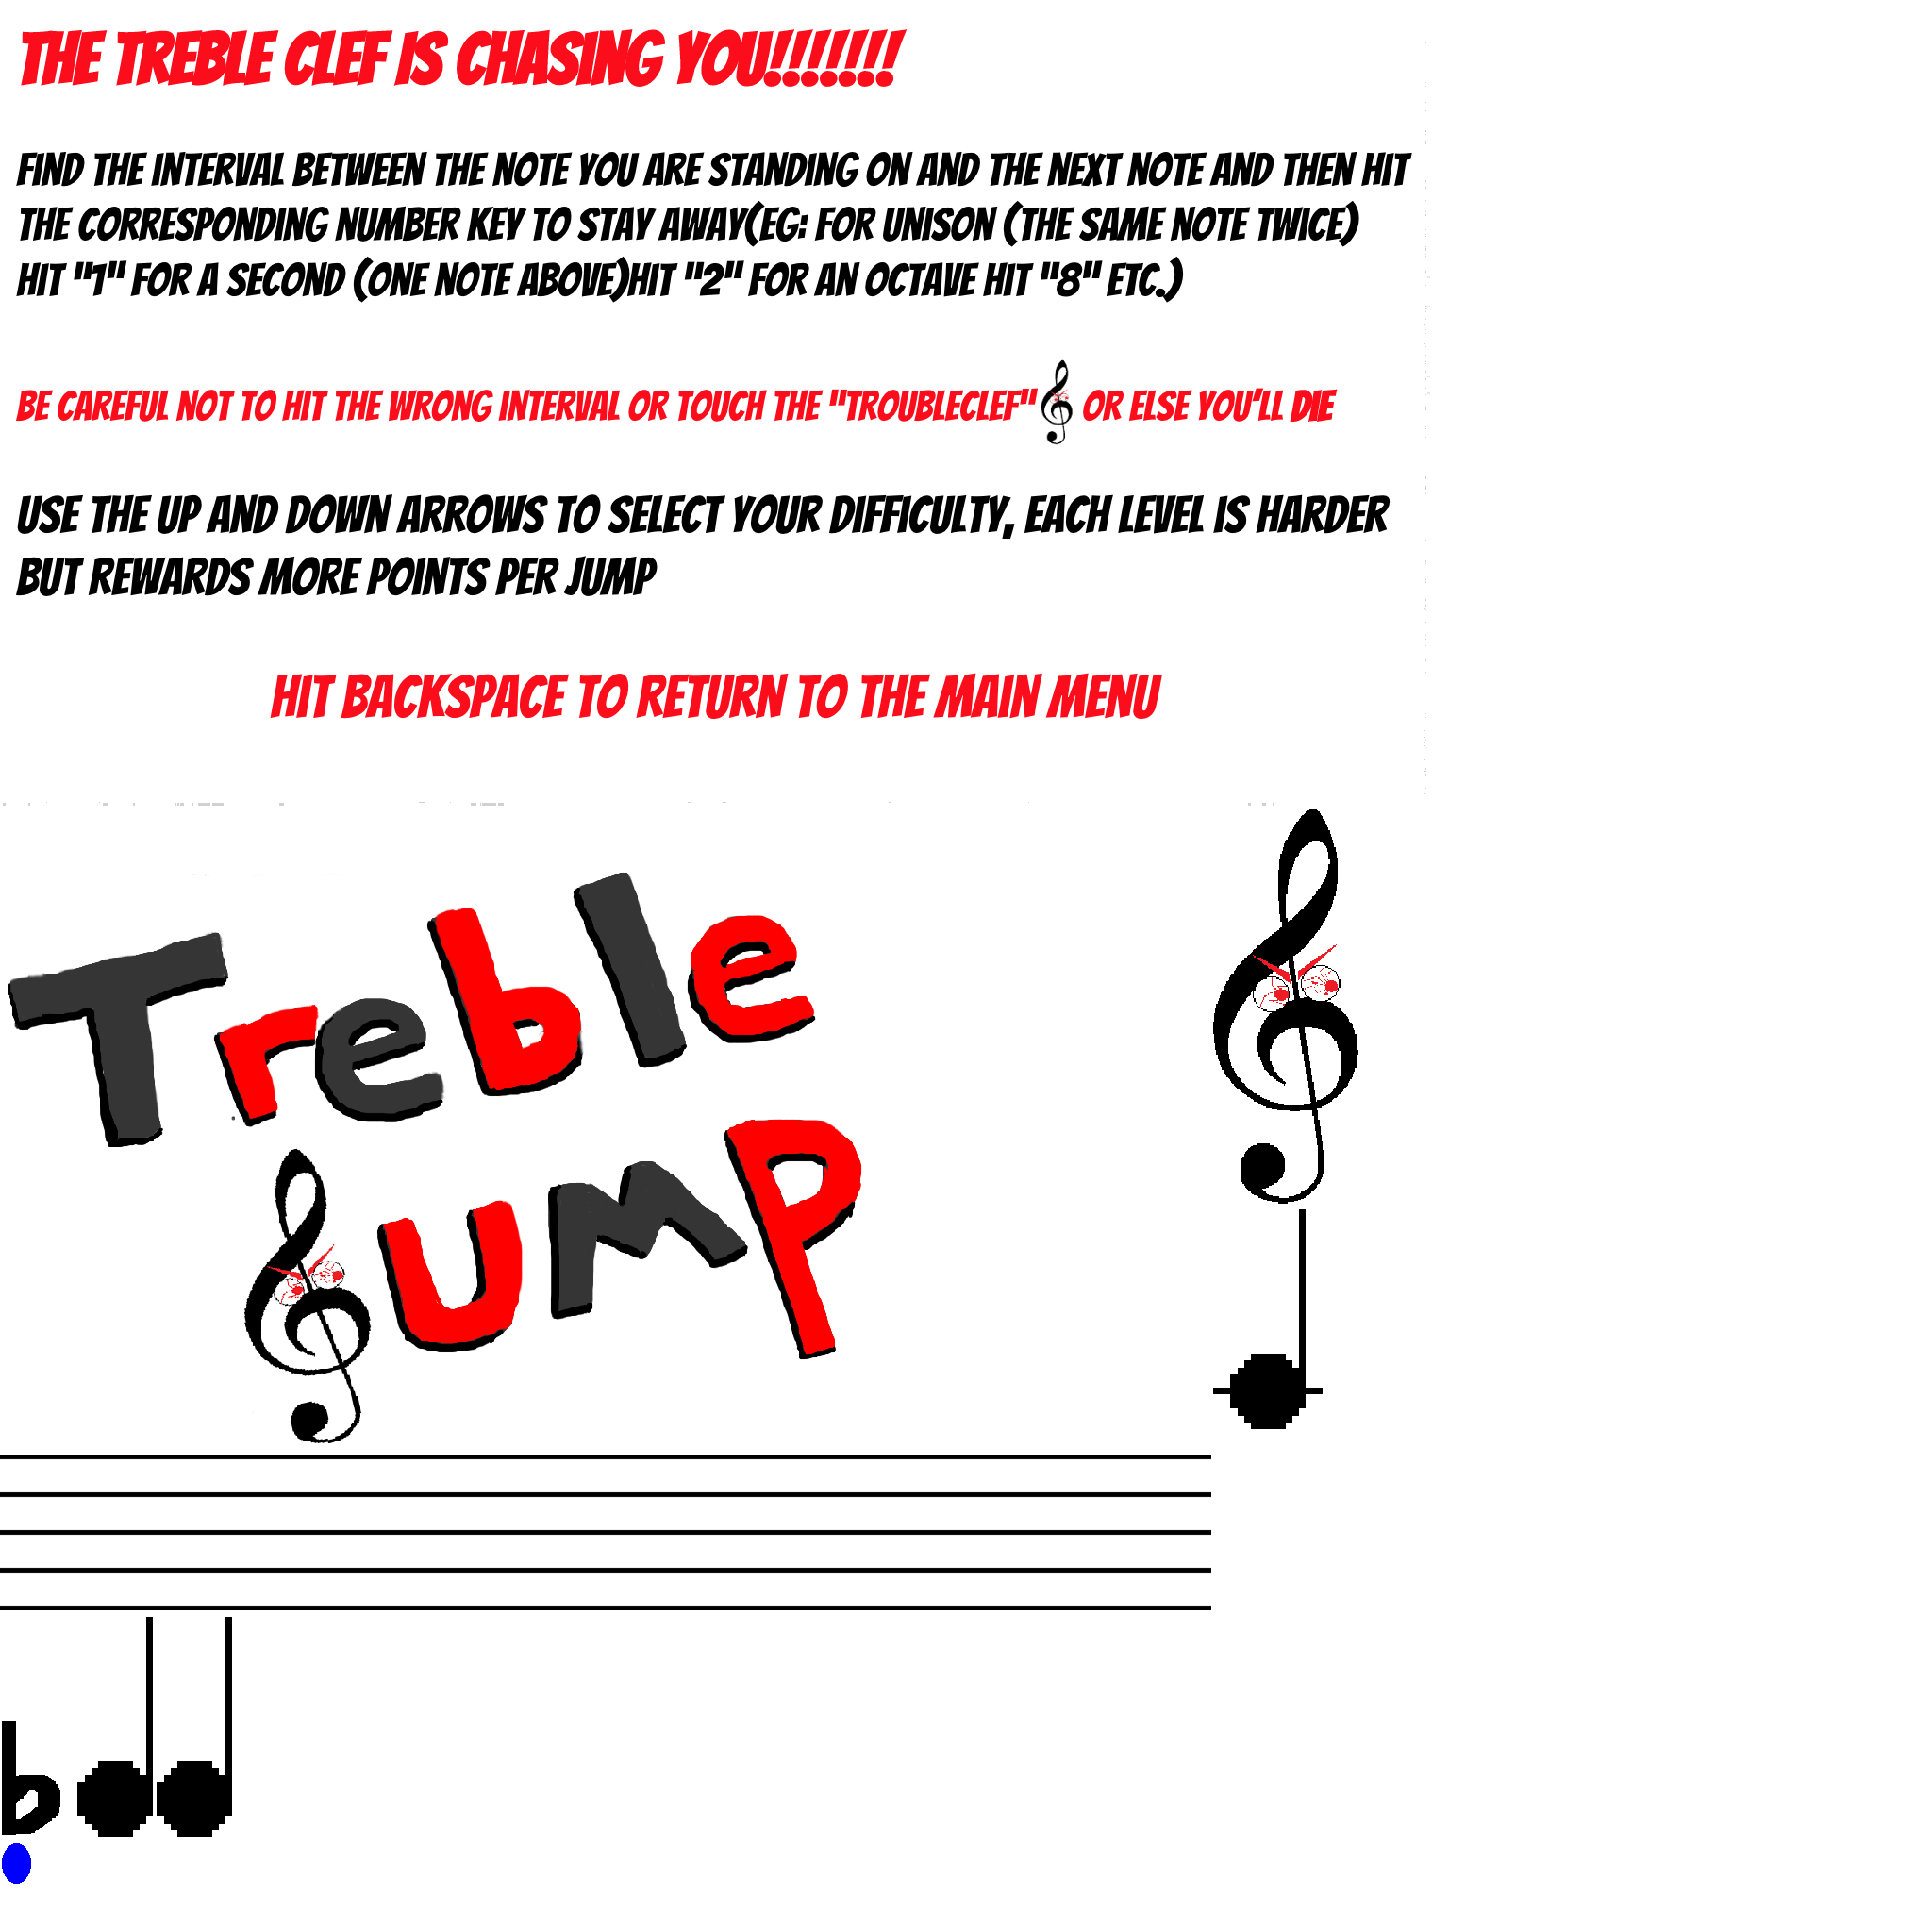 THE TREBLE CLEF IS CHASING YOU!!!!!!!
FIND THE INTERVAL BETWEEN THE NOTE YOU ARE STANDING ON AND THE NEXT NOTE AND THEN HIT
THE CORRESPONDING NUMBER KEY TO STAY AWAY(EG: FOR UNISON (THE SAME NOTE TWICE)
HIT "1" FOR A SECOND (ONE NOTE ABOVE)HIT "2" FOR AN OCTAVE HIT "8" ETC.)
BE CAREFUL NOT TO HIT THE WRONG INTERVAL OR TOUCH THE "TROUBLECLEF" OR ELSE YOU'LL DIE
USE THE UP AND DOWN ARROWS TO SELECT YOUR DIFFICULTY, EACH LEVEL IS HARDER
BUT REWARDS MORE POINTS PER JUMP
HIT BACKSPACE TO RETURN TO THE MAIN MENU
Treble
umP